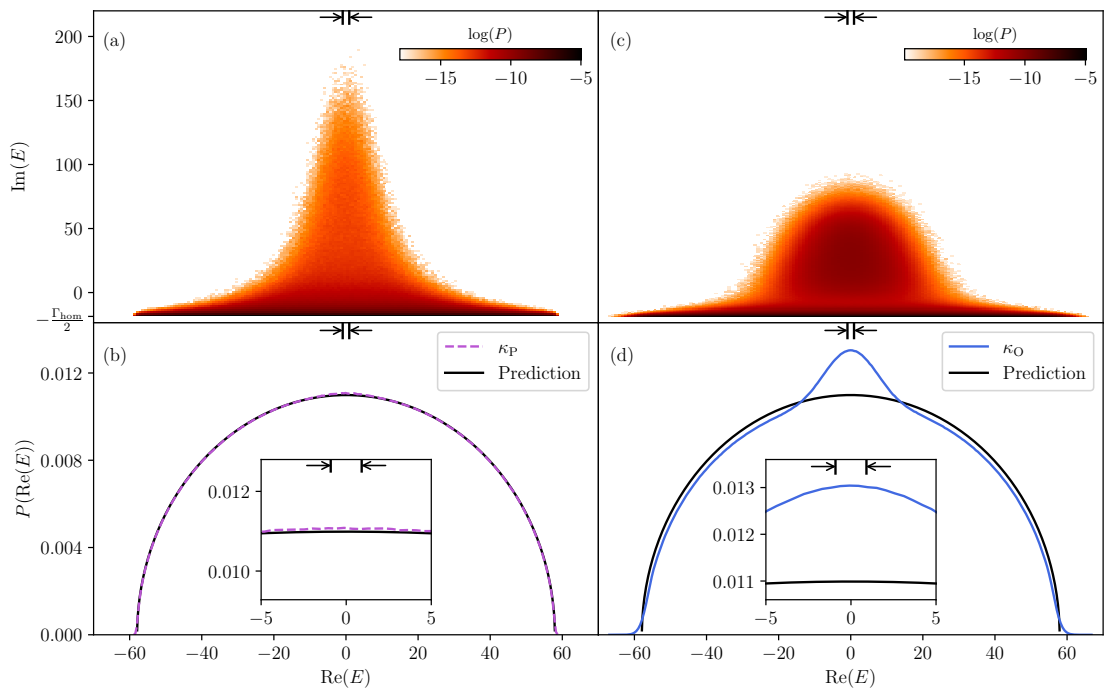 (a)
log(P)
−15 −10 −5
200
150
100
50
0
−Γhom/2
Im(E)
(c)
log(P)
−15 −10 −5
(b)
κP
Prediction
0.012
0.008
0.004
0.000
P(Re(E))
0.012
0.010
−5 0 5
−60 −40 −20 0 20 40 60
Re(E)
(d)
κO
Prediction
0.013
0.012
0.011
−5 0 5
−60 −40 −20 0 20 40 60
Re(E)